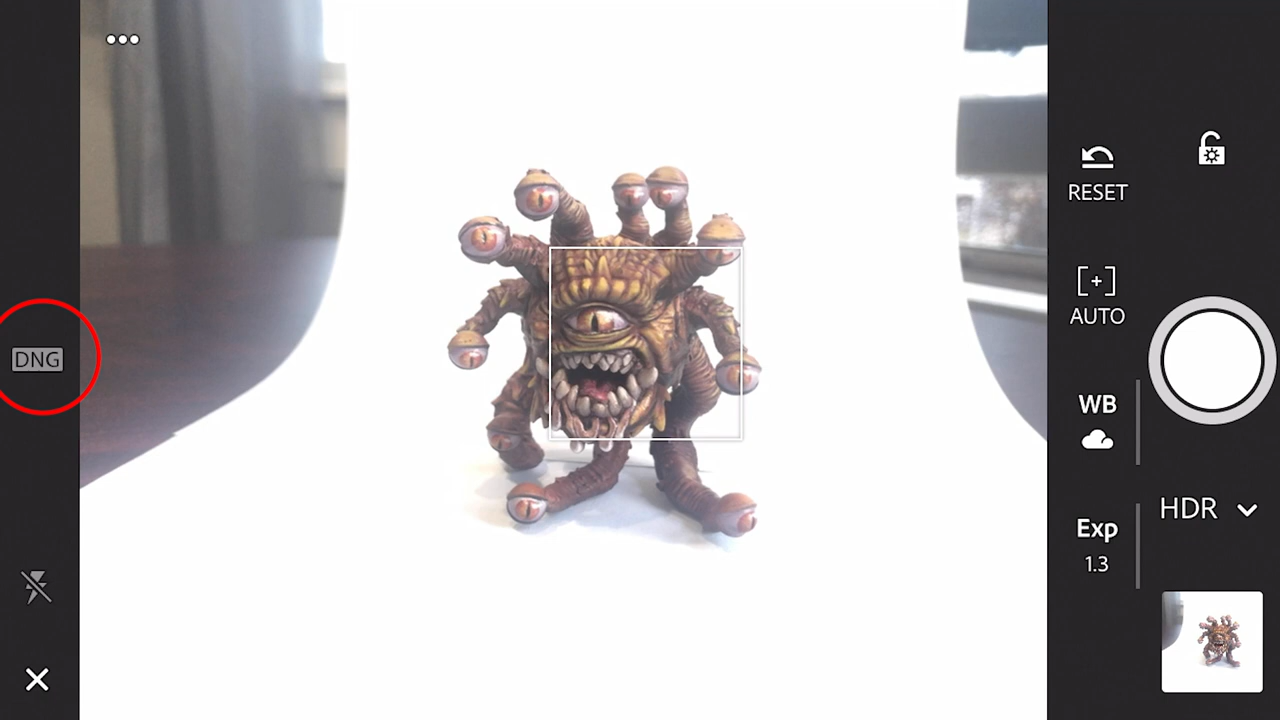 DNG
RESET
AUTO
WB
HDR
Exp
1.3